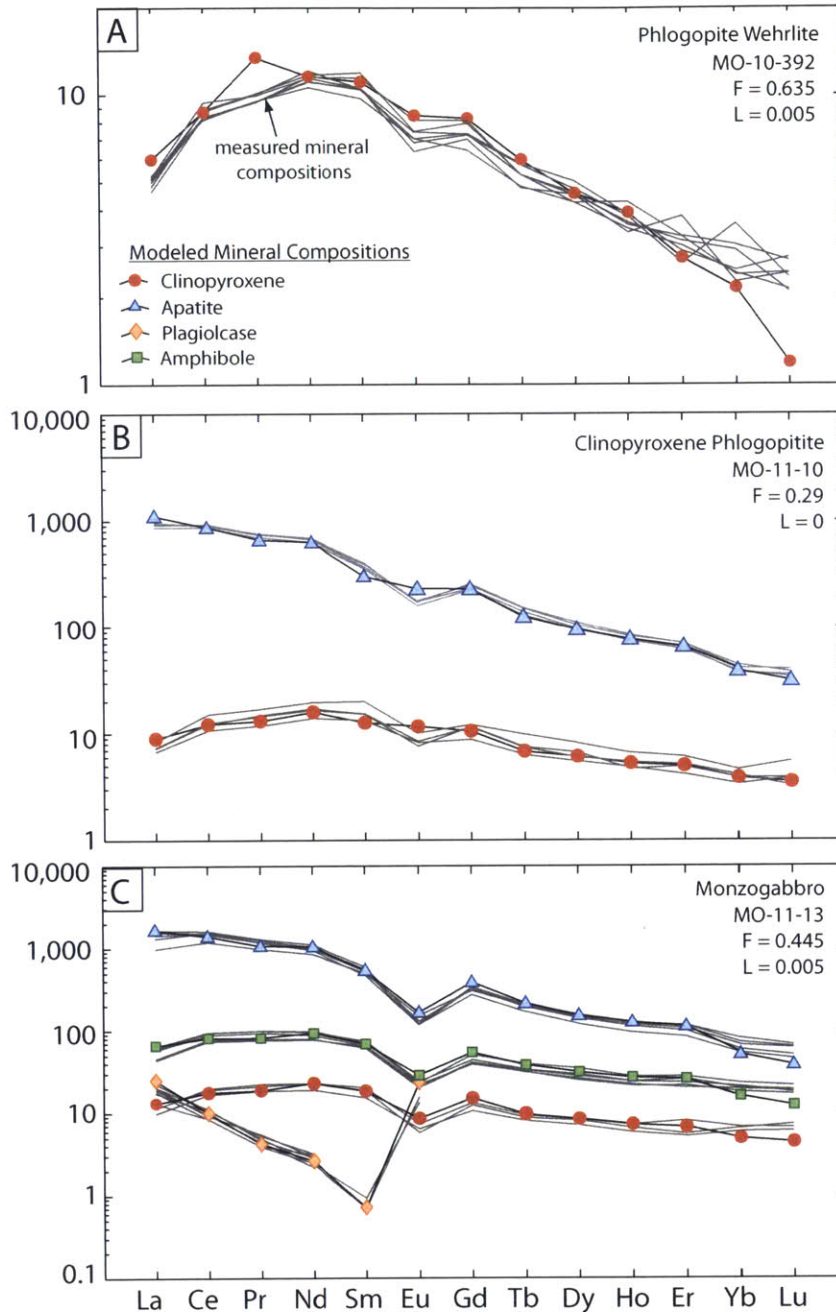 A
Phlogopite Wehrlite
MO-10-392
F = 0.635
L = 0.005
10
measured mineral
compositions
Modeled Mineral Compositions
Clinopyroxene
Apatite
Plagiolcase
Amphibole
1
10,000
B
Clinopyroxene Phlogopitite
MO-11-10
F = 0.29
L = 0
1,000
100
10
1
10,000
C
Monzogabbro
MO-11-13
F = 0.445
L = 0.005
1,000
100
10
1
0.1
La Ce Pr Nd Sm Eu Gd Tb Dy Ho Er Yb Lu